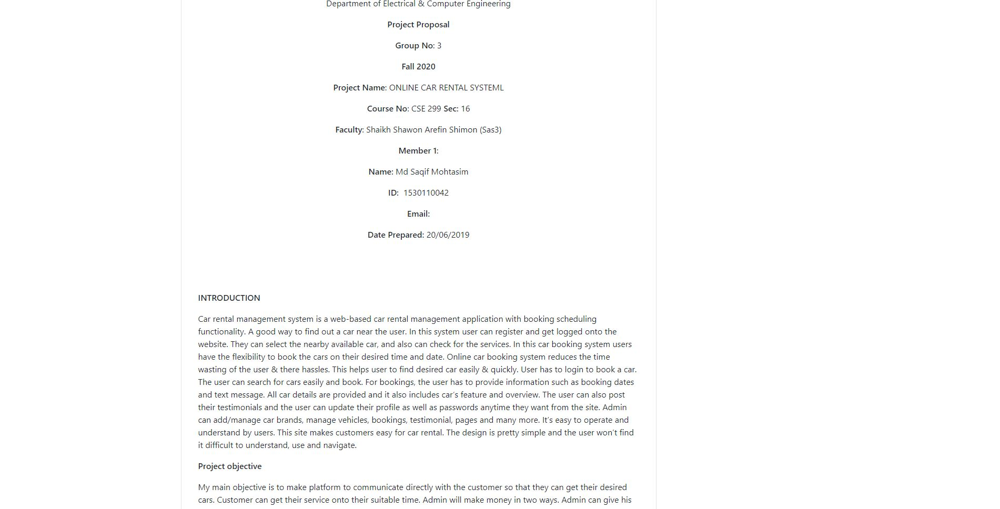 Department of Electrical & Computer Engineering
Project Proposal
Group No: 3
Fall 2020
Project Name: ONLINE CAR RENTAL SYSTEML
Course No: CSE 299 Sec: 16
Faculty: Shaikh Shawon Arefin Shimon (Sas3)
Member 1:
Name: Md Saqif Mohtasim
ID:  1530110042
Email:
Date Prepared: 20/06/2019
INTRODUCTION
Car rental management system is a web-based car rental management application with booking scheduling
functionality. A good way to find out a car near the user. In this system user can register and get logged onto the
website. They can select the nearby available car, and also can check for the services. In this car booking system users
have the flexibility to book the cars on their desired time and date. Online car booking system reduces the time
wasting of the user & there hassles. This helps user to find desired car easily & quickly. User has to login to book a car.
The user can search for cars easily and book. For bookings, the user has to provide information such as booking dates
and text message. All car details are provided and it also includes car’s feature and overview. The user can also post
their testimonials and the user can update their profile as well as passwords anytime they want from the site. Admin
can add/manage car brands, manage vehicles, bookings, testimonial, pages and many more. It’s easy to operate and
understand by users. This site makes customers easy for car rental. The design is pretty simple and the user won’t find
it difficult to understand, use and navigate.
Project objective
My main objective is to make platform to communicate directly with the customer so that they can get their desired
cars. Customer can get their service onto their suitable time. Admin will make money in two ways. Admin can give his